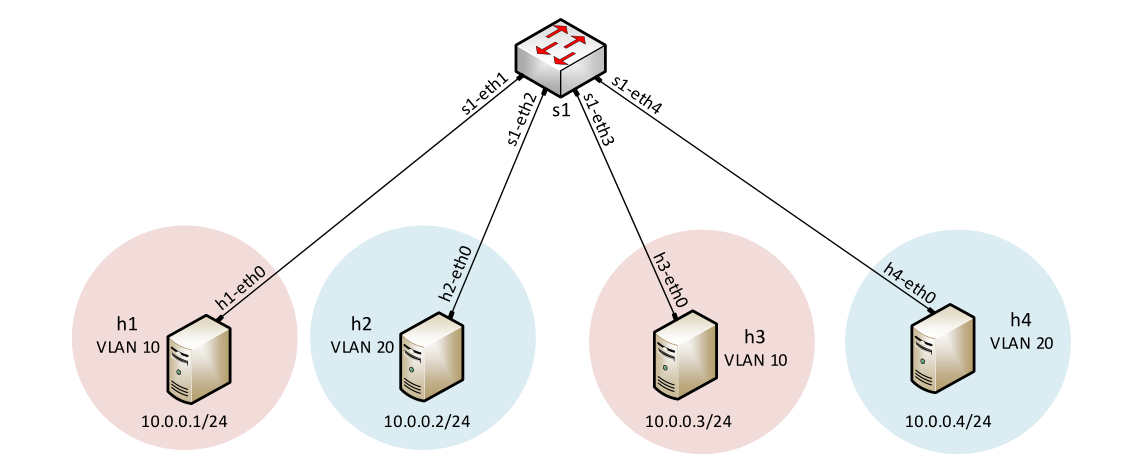 s1
s1-eth1
s1-eth2
s1-eth3
s1-eth4
h1-eth0
h2-eth0
h3-eth0
h4-eth0
h1
VLAN 10
10.0.0.1/24
h2
VLAN 20
10.0.0.2/24
h3
VLAN 10
10.0.0.3/24
h4
VLAN 20
10.0.0.4/24